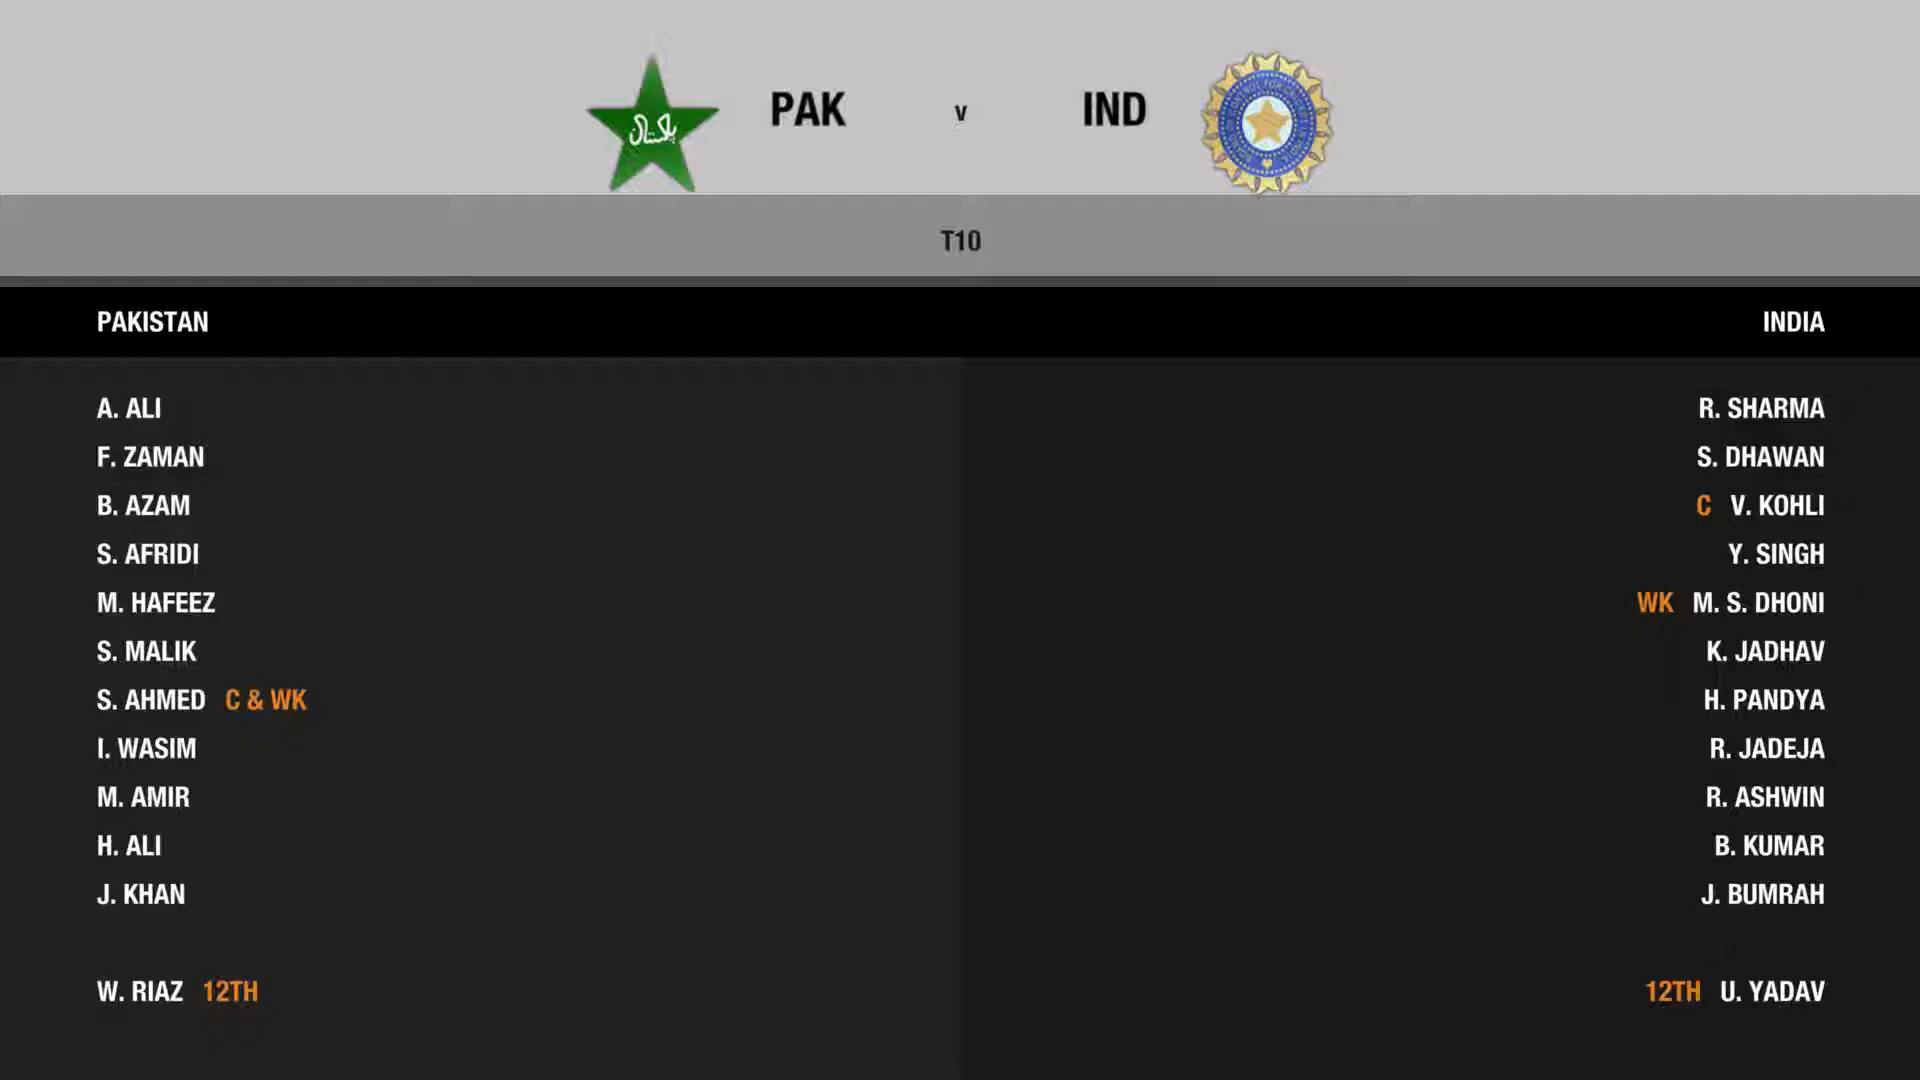 پاکستان
PAK v IND
T10
PAKISTAN INDIA
A. ALI R. SHARMA
F. ZAMAN S. DHAWAN
B. AZAM C V. KOHLI
S. AFRIDI Y. SINGH
M. HAFEEZ WK M. S. DHONI
S. MALIK K. JADHAV
S. AHMED C & WK H. PANDYA
I. WASIM R. JADEJA
M. AMIR R. ASHWIN
H. ALI B. KUMAR
J. KHAN J. BUMRAH
W. RIAZ 12TH 12TH U. YADAV